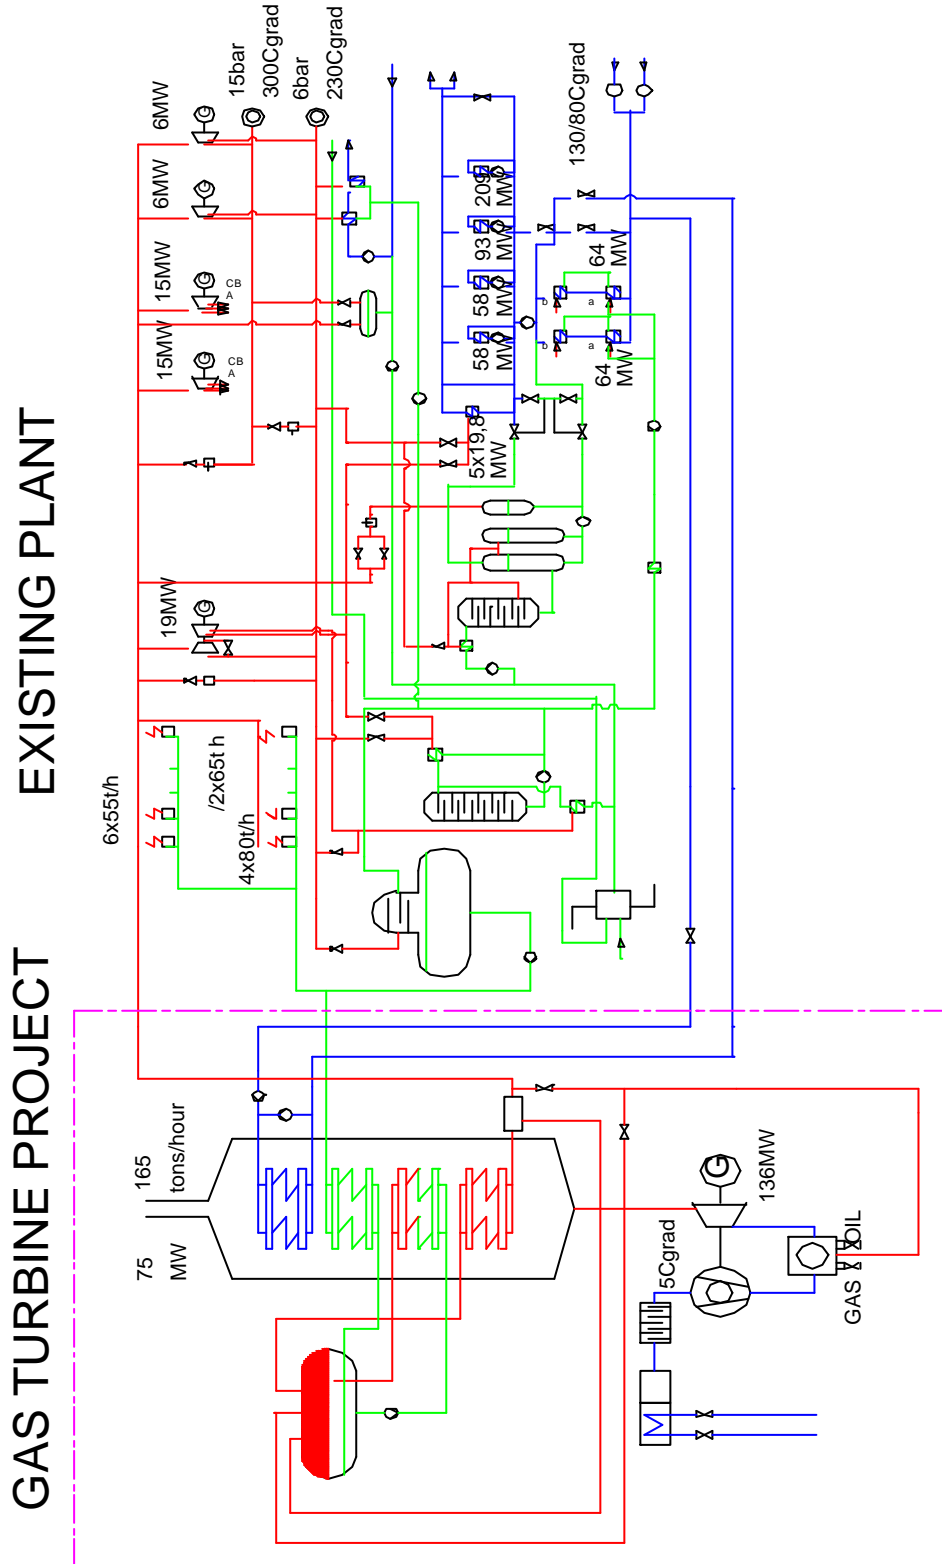 GAS TURBINE PROJECT
EXISTING PLANT
6x55t/h
/2x65t h
4x80t/h
19MW
G
15MW
G
CB
A
15MW
G
CB
A
6MW
G
6MW
G
15bar
300Cgrad
6bar
230Cgrad
5x19,8
MW
58
MW
58
MW
93
MW
209
MW
130/80Cgrad
64
MW
64
MW
b
a
b
a
165
tons/hour
75
MW
5Cgrad
G
136MW
GAS
OIL